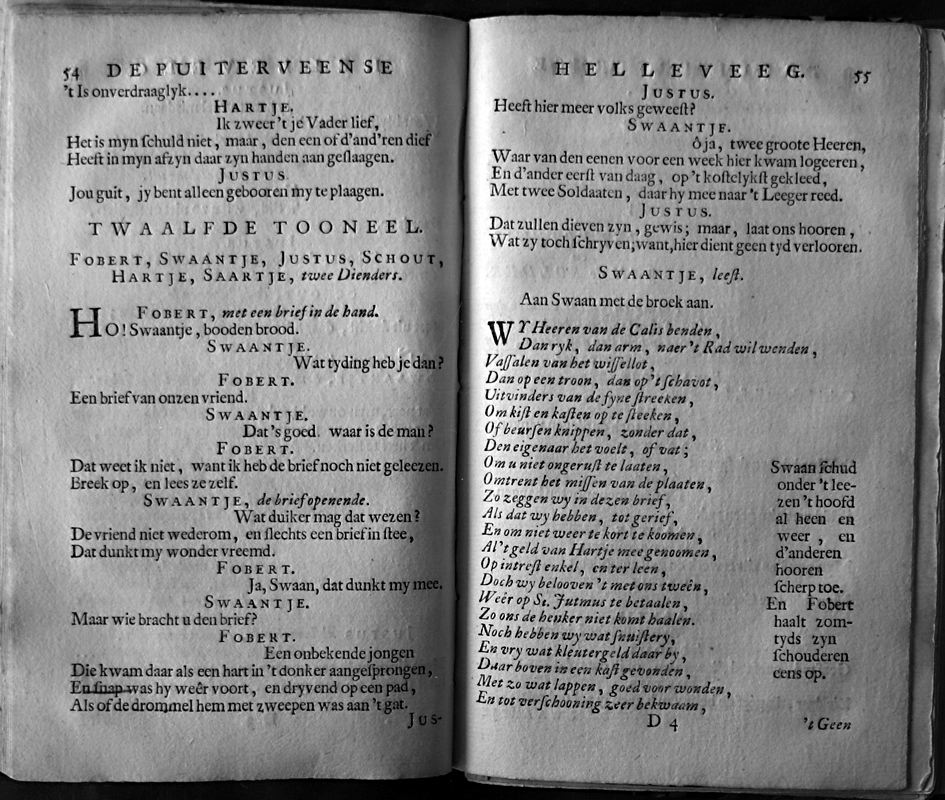 54 DE PUITERVEENSE
't Is onverdraaglyk....
HARTJE.
Ik zweer't je Vader lief,
Het is myn ſchuld niet, maar, den een of d'and'ren dief
Heeft in myn afzyn daar zyn handen aan geſlaagen.
JUSTUS.
Jou guit, jy bent alleen gebooren my te plaagen.
TWAALFDE TOONEEL.
FOBERT, SWAANTJE, JUSTUS, SCHOUT,
HARTJE, SAARTJE, twee Dienders.
FOBERT, met een brief in de hand.
HO! Swaantje, booden brood.
SWAANTJE.
Wat tyding heb je dan?
FOBERT.
Een brief van onzen vriend.
SWAANTJE.
Dat's goed. waar is de man?
FOBERT.
Dat weet ik niet, want ik heb de brief noch niet geleezen.
Breek op, en lees ze zelf.
SWAANTJE, de brief openende.
Wat duiker mag dat wezen?
De vriend niet wederom, en ſlechts een brief in ſtee,
Dat dunkt my wonder vreemd.
FOBERT.
Ja, Swaan, dat dunkt my mee.
SWAANTJE.
Maar wie bracht u den brief?
FOBERT.
Een onbekende jongen
Die kwam daar als een hart in 't donker aangeſprongen,
En ſnap was hy weêr voort, en dryvend op een pad,
Als of de drommel hem met zweepen was aan 't gat.
JUS-
HELLEVEEG. 55
JUSTUS.
Heeft hier meer volks geweeſt?
SWAANTJE.
ô ja, twee groote Heeren,
Waar van den eenen voor een week hier kwam logeeren,
En d'ander eerſt van daag, op 't koſtelykſt gekleed,
Met twee Soldaaten, daar hy mee naar 't Leeger reed.
JUSTUS.
Dat zullen dieven zyn, gewis; maar, laat ons hooren,
Wat zy toch ſchryven; want, hier dient geen tyd verlooren.
SWAANTJE, leeſt.
Aan Swaan met de broek aan.
WY Heeren van de Calis benden,
Dan ryk, dan arm, naer't Rad wil wenden,
Vaſſalen van het wiſſellot,
Dan op een troon, dan op 't ſchavot,
Uitvinders van de fyne ſtreeken,
Om kiſt en kaſten op te ſteeken,
Of beurſen knippen, zonder dat,
Den eigenaar het voelt, of vat;
Om u niet ongeruſt te laaten,
Omtrent het miſſen van de plaaten,
Zo zeggen wy in dezen brief,
Als dat wy hebben, tot gerief,
En om niet weer te kort te koomen,
Al't geld van Hartje mee genoomen,
Op intreſt enkel, en ter leen,
Doch wy belooven 't met ons tweên,
Weêr op St. Jutmus te betaalen,
Zo ons de henker niet komt haalen.
Noch hebben wy wat ſnuiſtery,
En vry wat kleutergeld daar by,
Daar boven in een kaſt gevonden,
Met zo wat lappen, goed voor wonden,
En tot verſchooning zeer bekwaam,
Swaan ſchud
onder 't lee-
zen 't hoofd
al heen en
weer, en
d'anderen
hooren
ſcherp toe.
En Fobert
haalt zom-
tyds zyn
ſchouderen
eens op.
D 4 't Geen